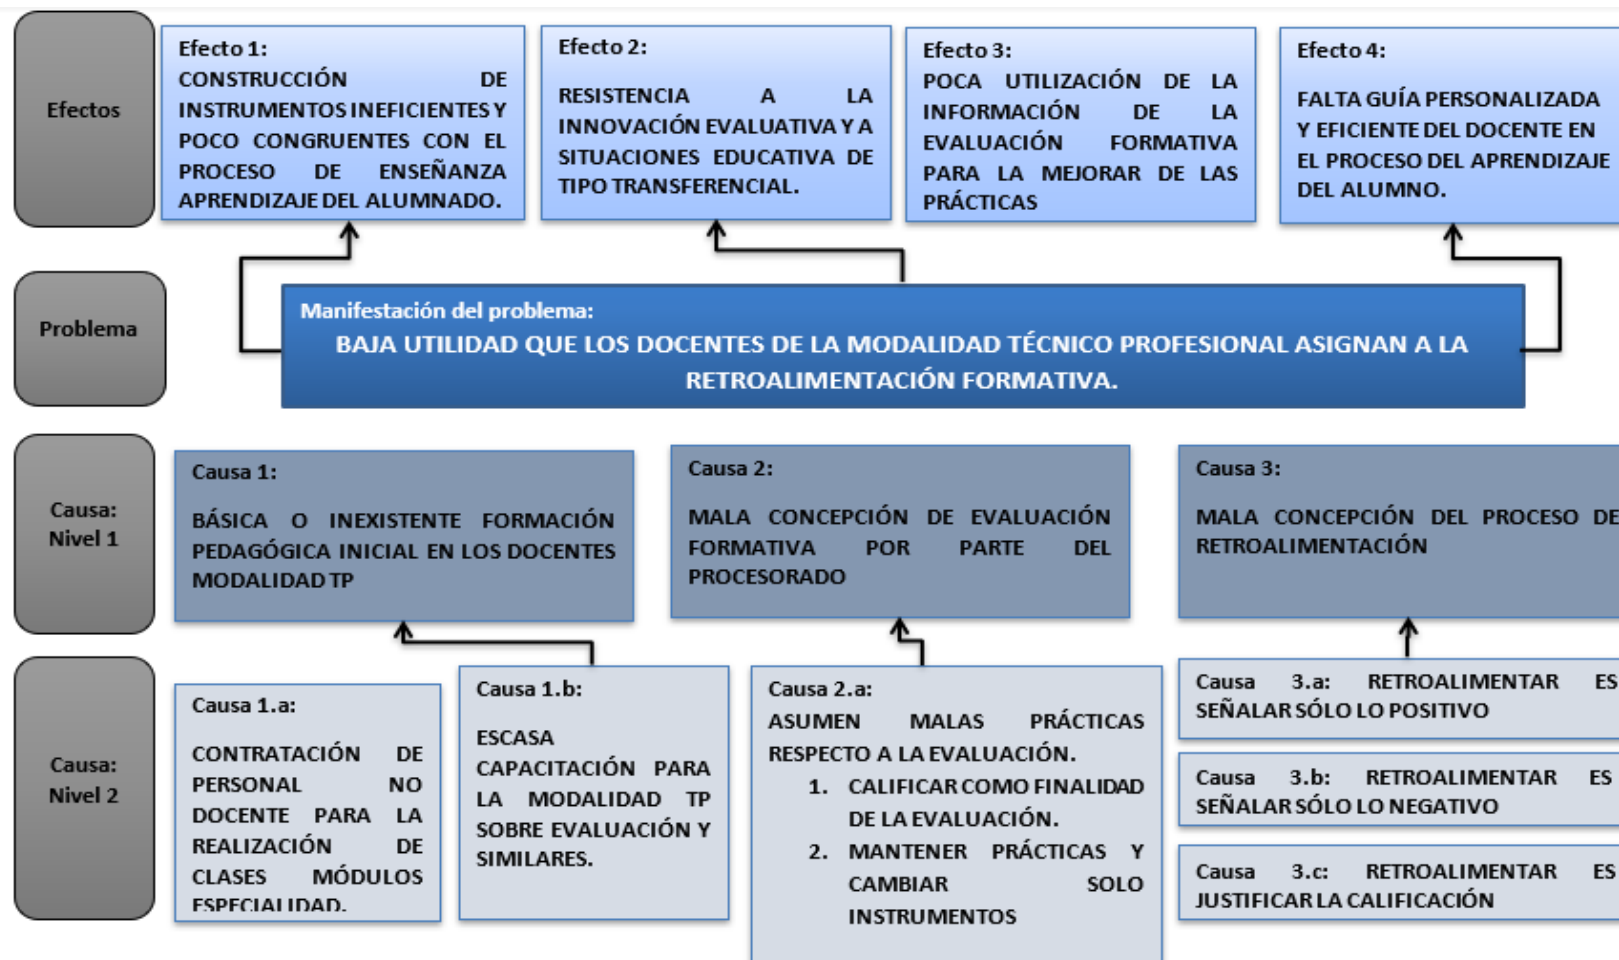 Efectos
Efecto 1:
CONSTRUCCIÓN DE
INSTRUMENTOS INEFICIENTES Y
POCO CONGRUENTES CON EL
PROCESO DE ENSEÑANZA
APRENDIZAJE DEL ALUMNADO.
Efecto 2:
RESISTENCIA A LA
INNOVACIÓN EVALUATIVA Y A
SITUACIONES EDUCATIVA DE
TIPO TRANSFERENCIAL.
Efecto 3:
POCA UTILIZACIÓN DE LA
INFORMACIÓN DE LA
EVALUACIÓN FORMATIVA
PARA LA MEJORAR DE LAS
PRÁCTICAS
Efecto 4:
FALTA GUÍA PERSONALIZADA
Y EFICIENTE DEL DOCENTE EN
EL PROCESO DEL APRENDIZAJE
DEL ALUMNO.
Problema
Manifestación del problema:
BAJA UTILIDAD QUE LOS DOCENTES DE LA MODALIDAD TÉCNICO PROFESIONAL ASIGNAN A LA
RETROALIMENTACIÓN FORMATIVA.
Causa:
Nivel 1
Causa 1:
BÁSICA O INEXISTENTE FORMACIÓN
PEDAGÓGICA INICIAL EN LOS DOCENTES
MODALIDAD TP
Causa 2:
MALA CONCEPCIÓN DE EVALUACIÓN
FORMATIVA POR PARTE DEL
PROCESORADO
Causa 3:
MALA CONCEPCIÓN DEL PROCESO DE
RETROALIMENTACIÓN
Causa:
Nivel 2
Causa 1.a:
CONTRATACIÓN DE
PERSONAL NO
DOCENTE PARA LA
REALIZACIÓN DE
CLASES MÓDULOS
ESPECIALIDAD.
Causa 1.b:
ESCASA
CAPACITACIÓN PARA
LA MODALIDAD TP
SOBRE EVALUACIÓN Y
SIMILARES.
Causa 2.a:
ASUMEN MALAS PRÁCTICAS
RESPECTO A LA EVALUACIÓN.
1. CALIFICAR COMO FINALIDAD
DE LA EVALUACIÓN.
2. MANTENER PRÁCTICAS Y
CAMBIAR SOLO
INSTRUMENTOS
Causa 3.a: RETROALIMENTAR ES
SEÑALAR SÓLO LO POSITIVO
Causa 3.b: RETROALIMENTAR ES
SEÑALAR SÓLO LO NEGATIVO
Causa 3.c: RETROALIMENTAR ES
JUSTIFICAR LA CALIFICACIÓN